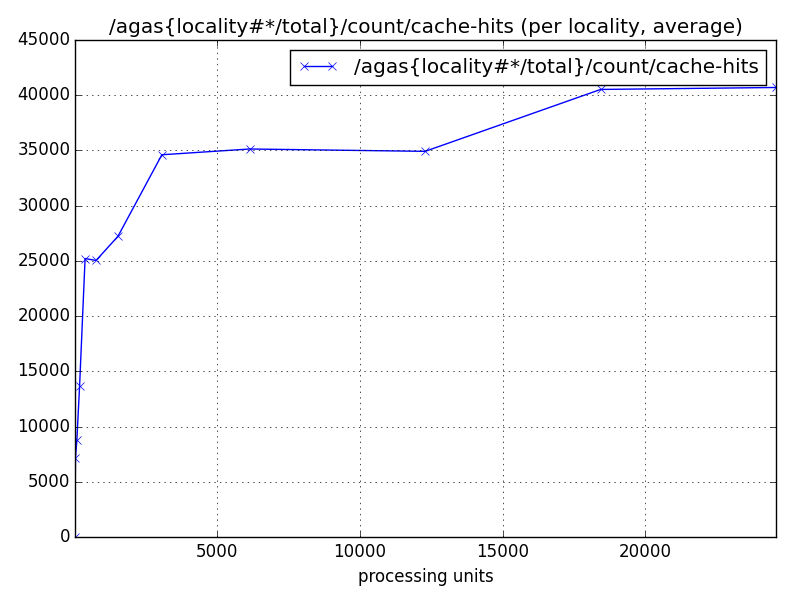 /agas{locality#*/total}/count/cache-hits (per locality, average)
/agas{locality#*/total}/count/cache-hits
45000
40000
35000
30000
25000
20000
15000
10000
5000
0
5000 10000 15000 20000
processing units